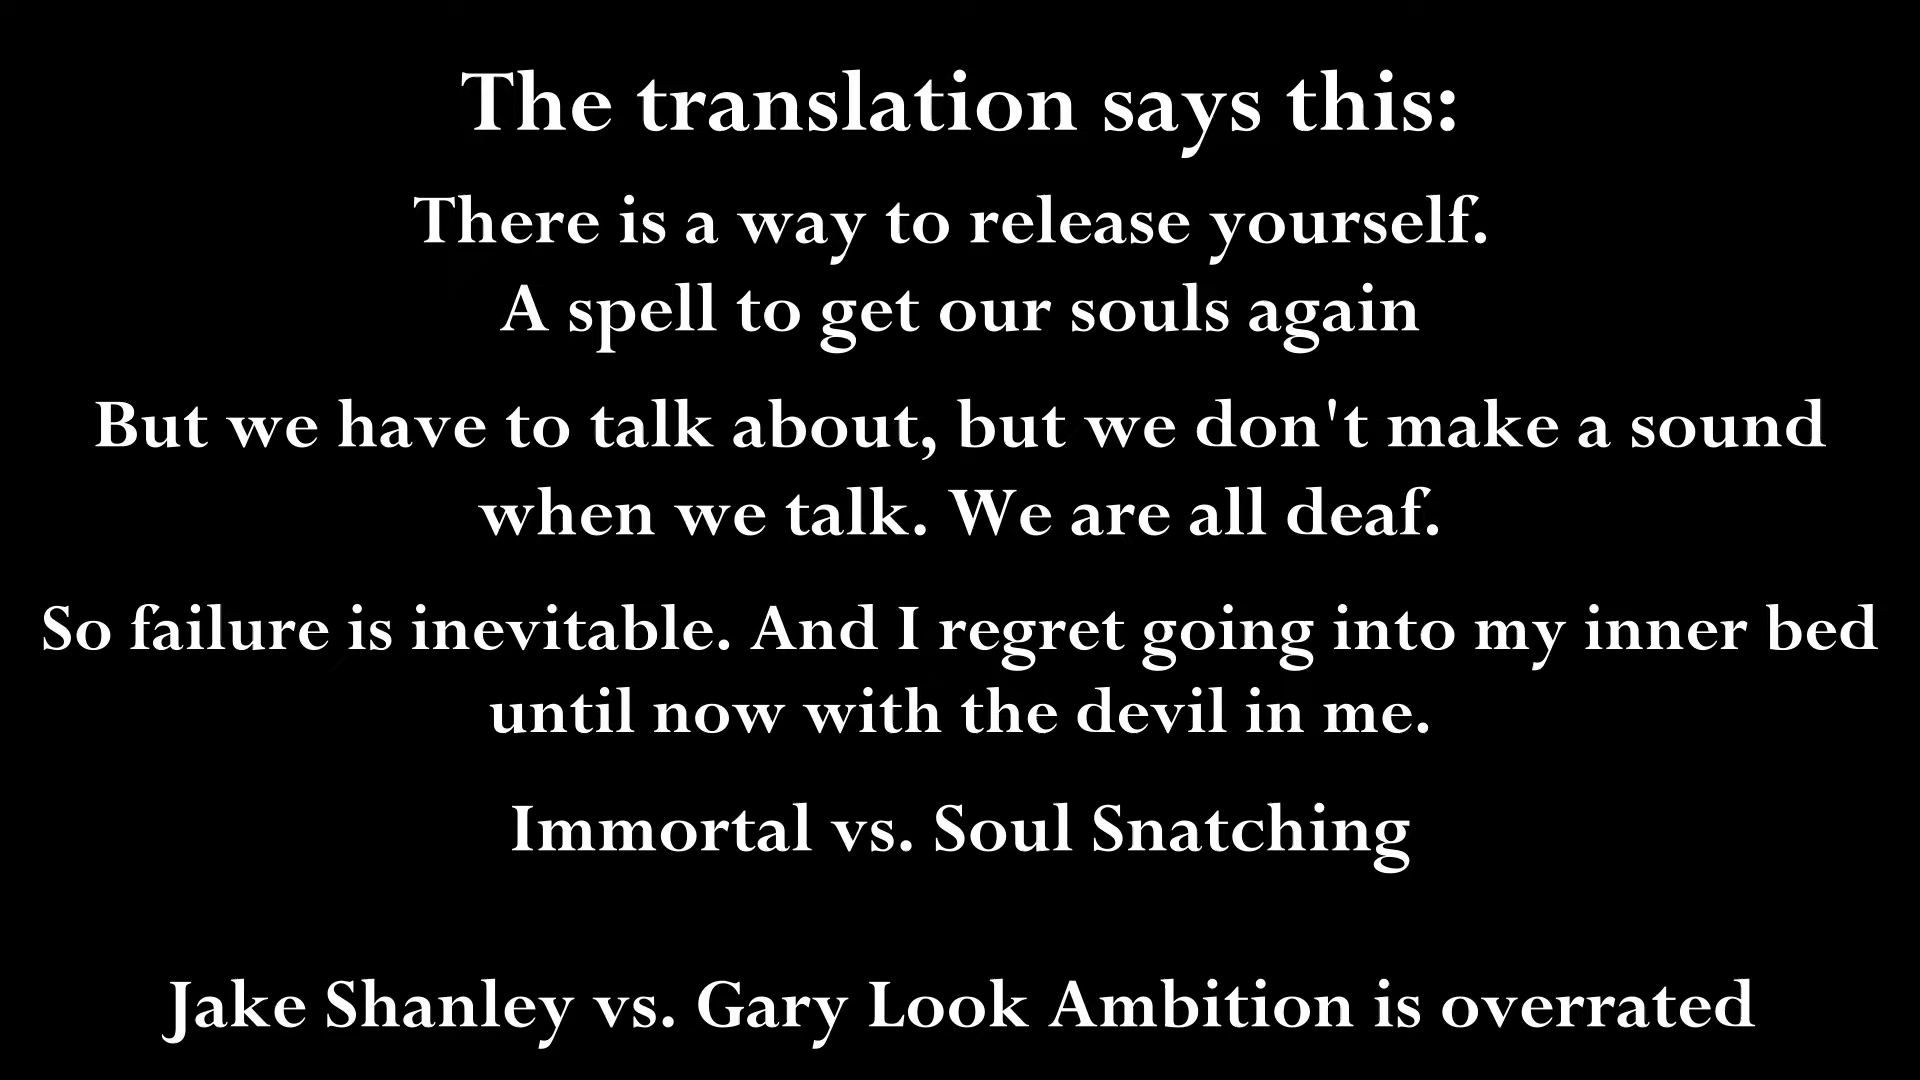 The translation says this:
There is a way to release yourself.
A spell to get our souls again
But we have to talk about, but we don't make a sound
when we talk. We are all deaf.
So failure is inevitable. And I regret going into my inner bed
until now with the devil in me.
Immortal vs. Soul Snatching
Jake Shanley vs. Gary Look Ambition is overrated